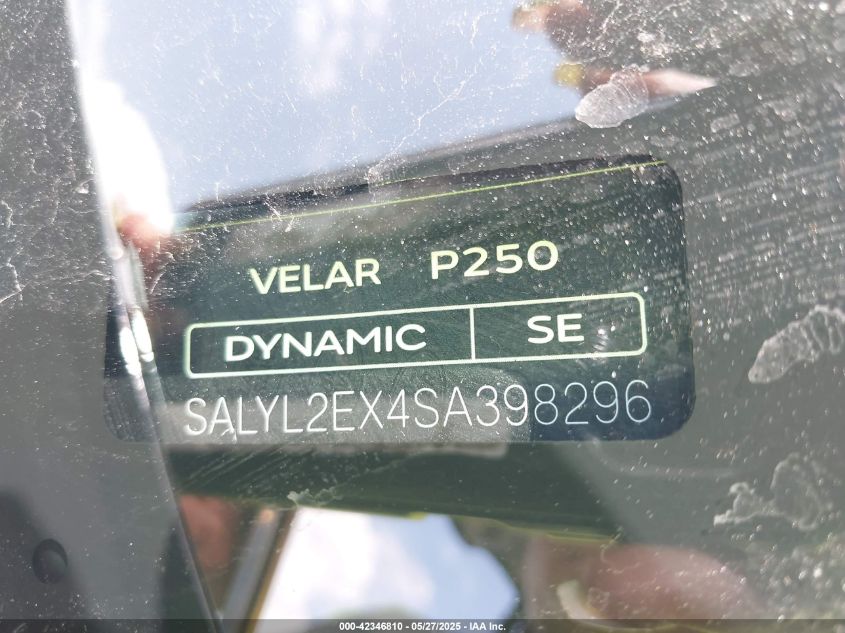 VELAR P250
DYNAMIC SE
SALYL2EX4SA398296
000-42346810 - 05/27/2025 - IAA Inc.